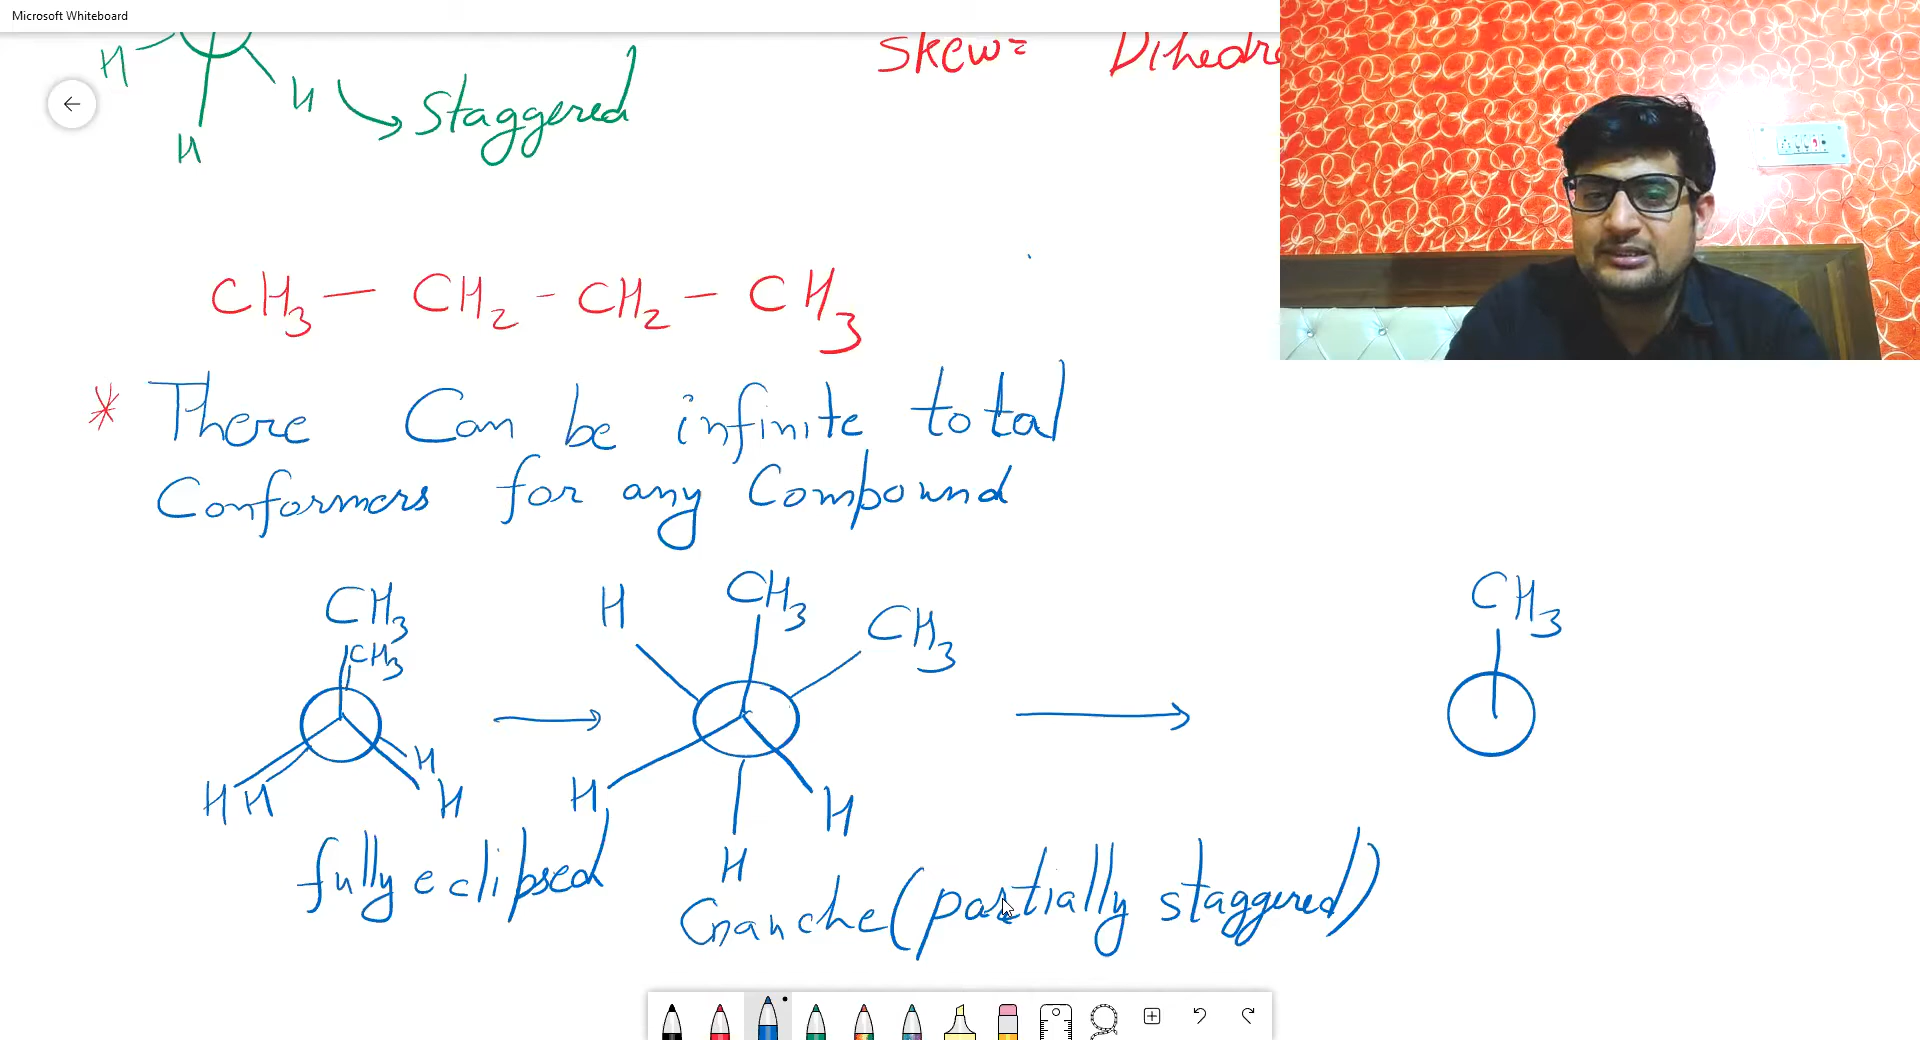 Microsoft Whiteboard
H
H
H
Staggered
Skew=
CH3 - CH2 - CH2 - CH3
* There Can be infinite total
Conformers for any Compound
CH3
CH3
H H
H
H
fully eclipsed
H
CH3
CH3
H
H
H
Gauche (partially staggered)
CH3